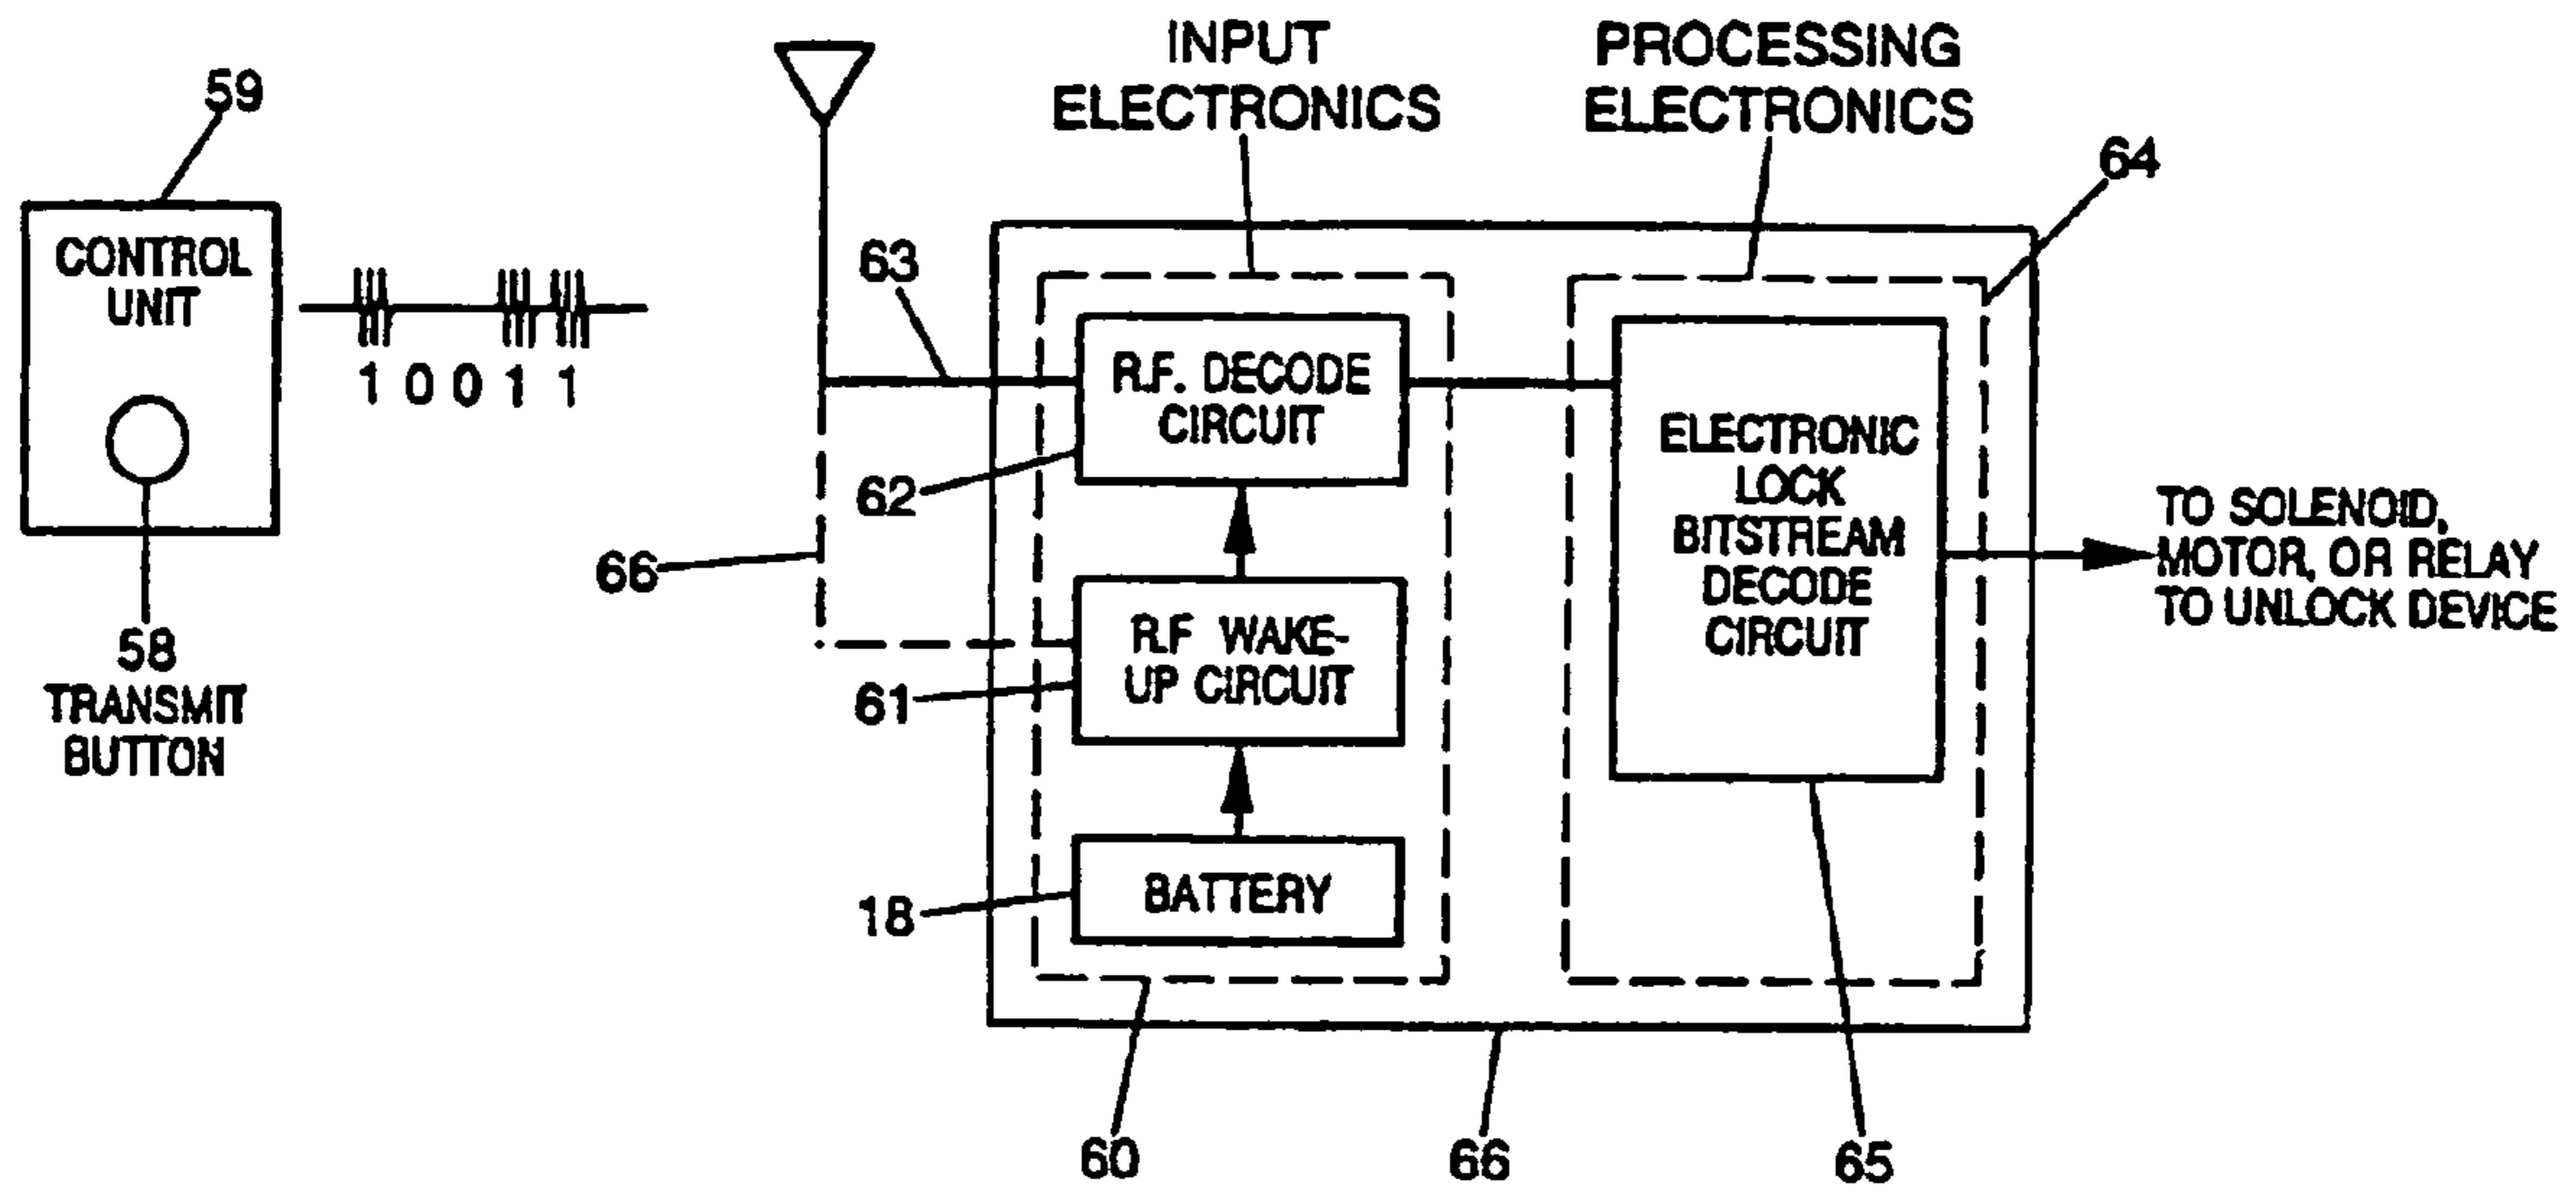 59
CONTROL
UNIT
1 0 0 1 1
58
TRANSMIT
BUTTON
INPUT
ELECTRONICS
PROCESSING
ELECTRONICS
64
63
R.F. DECODE
CIRCUIT
62
66
R.F WAKE-
UP CIRCUIT
61
BATTERY
18
ELECTRONIC
LOCK
BITSTREAM
DECODE
CIRCUIT
TO SOLENOID,
MOTOR, OR RELAY
TO UNLOCK DEVICE
60
66
65